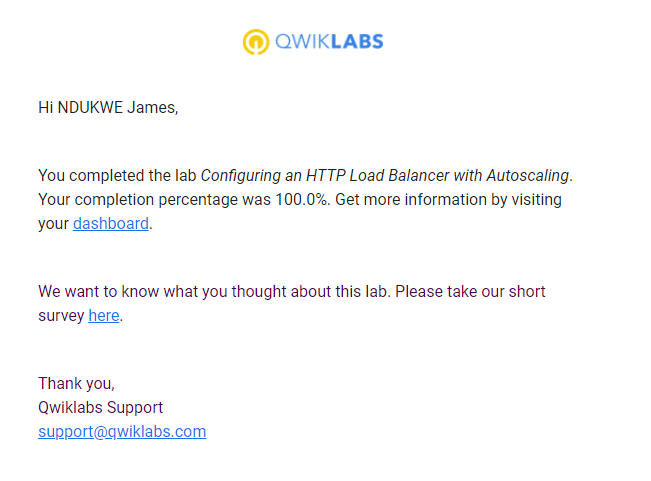 QWIKLABS
Hi NDUKWE James,
You completed the lab Configuring an HTTP Load Balancer with Autoscaling.
Your completion percentage was 100.0%. Get more information by visiting
your dashboard.
We want to know what you thought about this lab. Please take our short
survey here.
Thank you,
Qwiklabs Support
support@qwiklabs.com